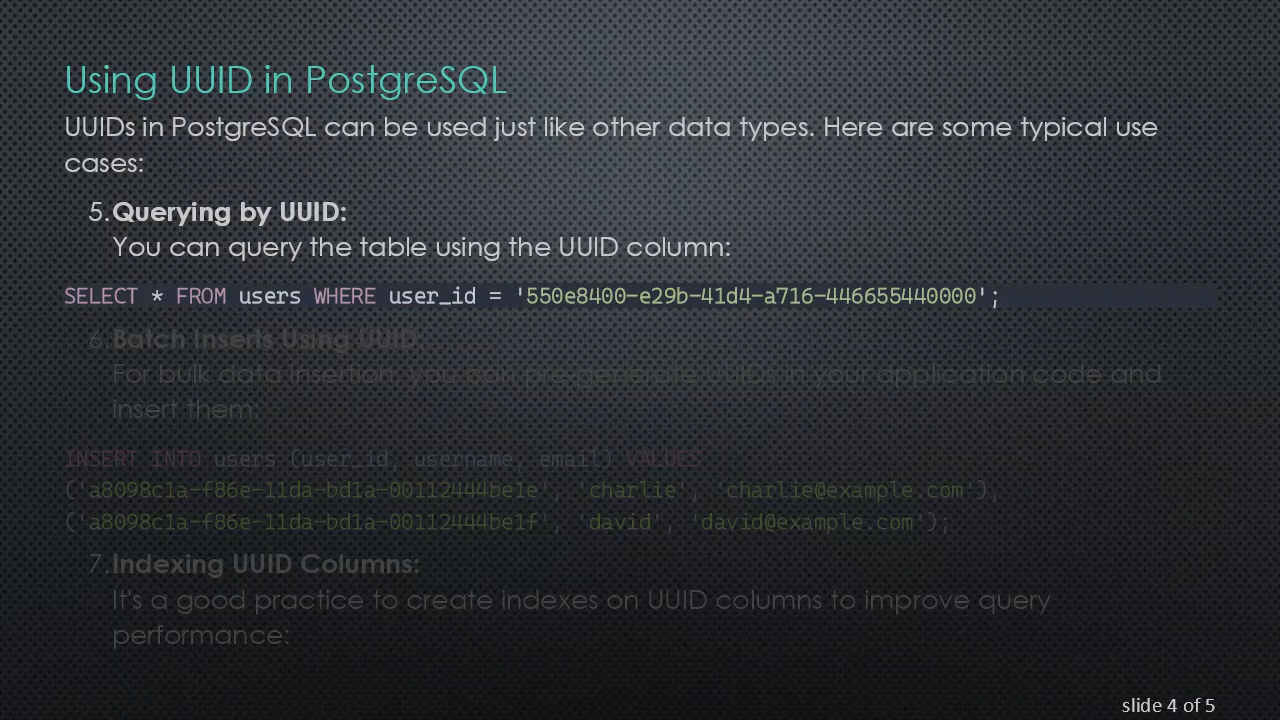 Using UUID in PostgreSQL
UUIDs in PostgreSQL can be used just like other data types. Here are some typical use
cases:
5. Querying by UUID:
You can query the table using the UUID column:
SELECT * FROM users WHERE user_id = '550e8400-e29b-41d4-a716-446655440000';
6. Batch Inserts Using UUID:
For bulk data insertion, you can pre-generate UUIDs in your application code and
insert them:
INSERT INTO users (user_id, username, email) VALUES
('a8098c1a-f86e-11da-bd1a-00112444be1e', 'charlie', 'charlie@example.com'),
('a8098c1a-f86e-11da-bd1a-00112444be1f', 'david', 'david@example.com');
7. Indexing UUID Columns:
It's a good practice to create indexes on UUID columns to improve query
performance:
slide 4 of 5